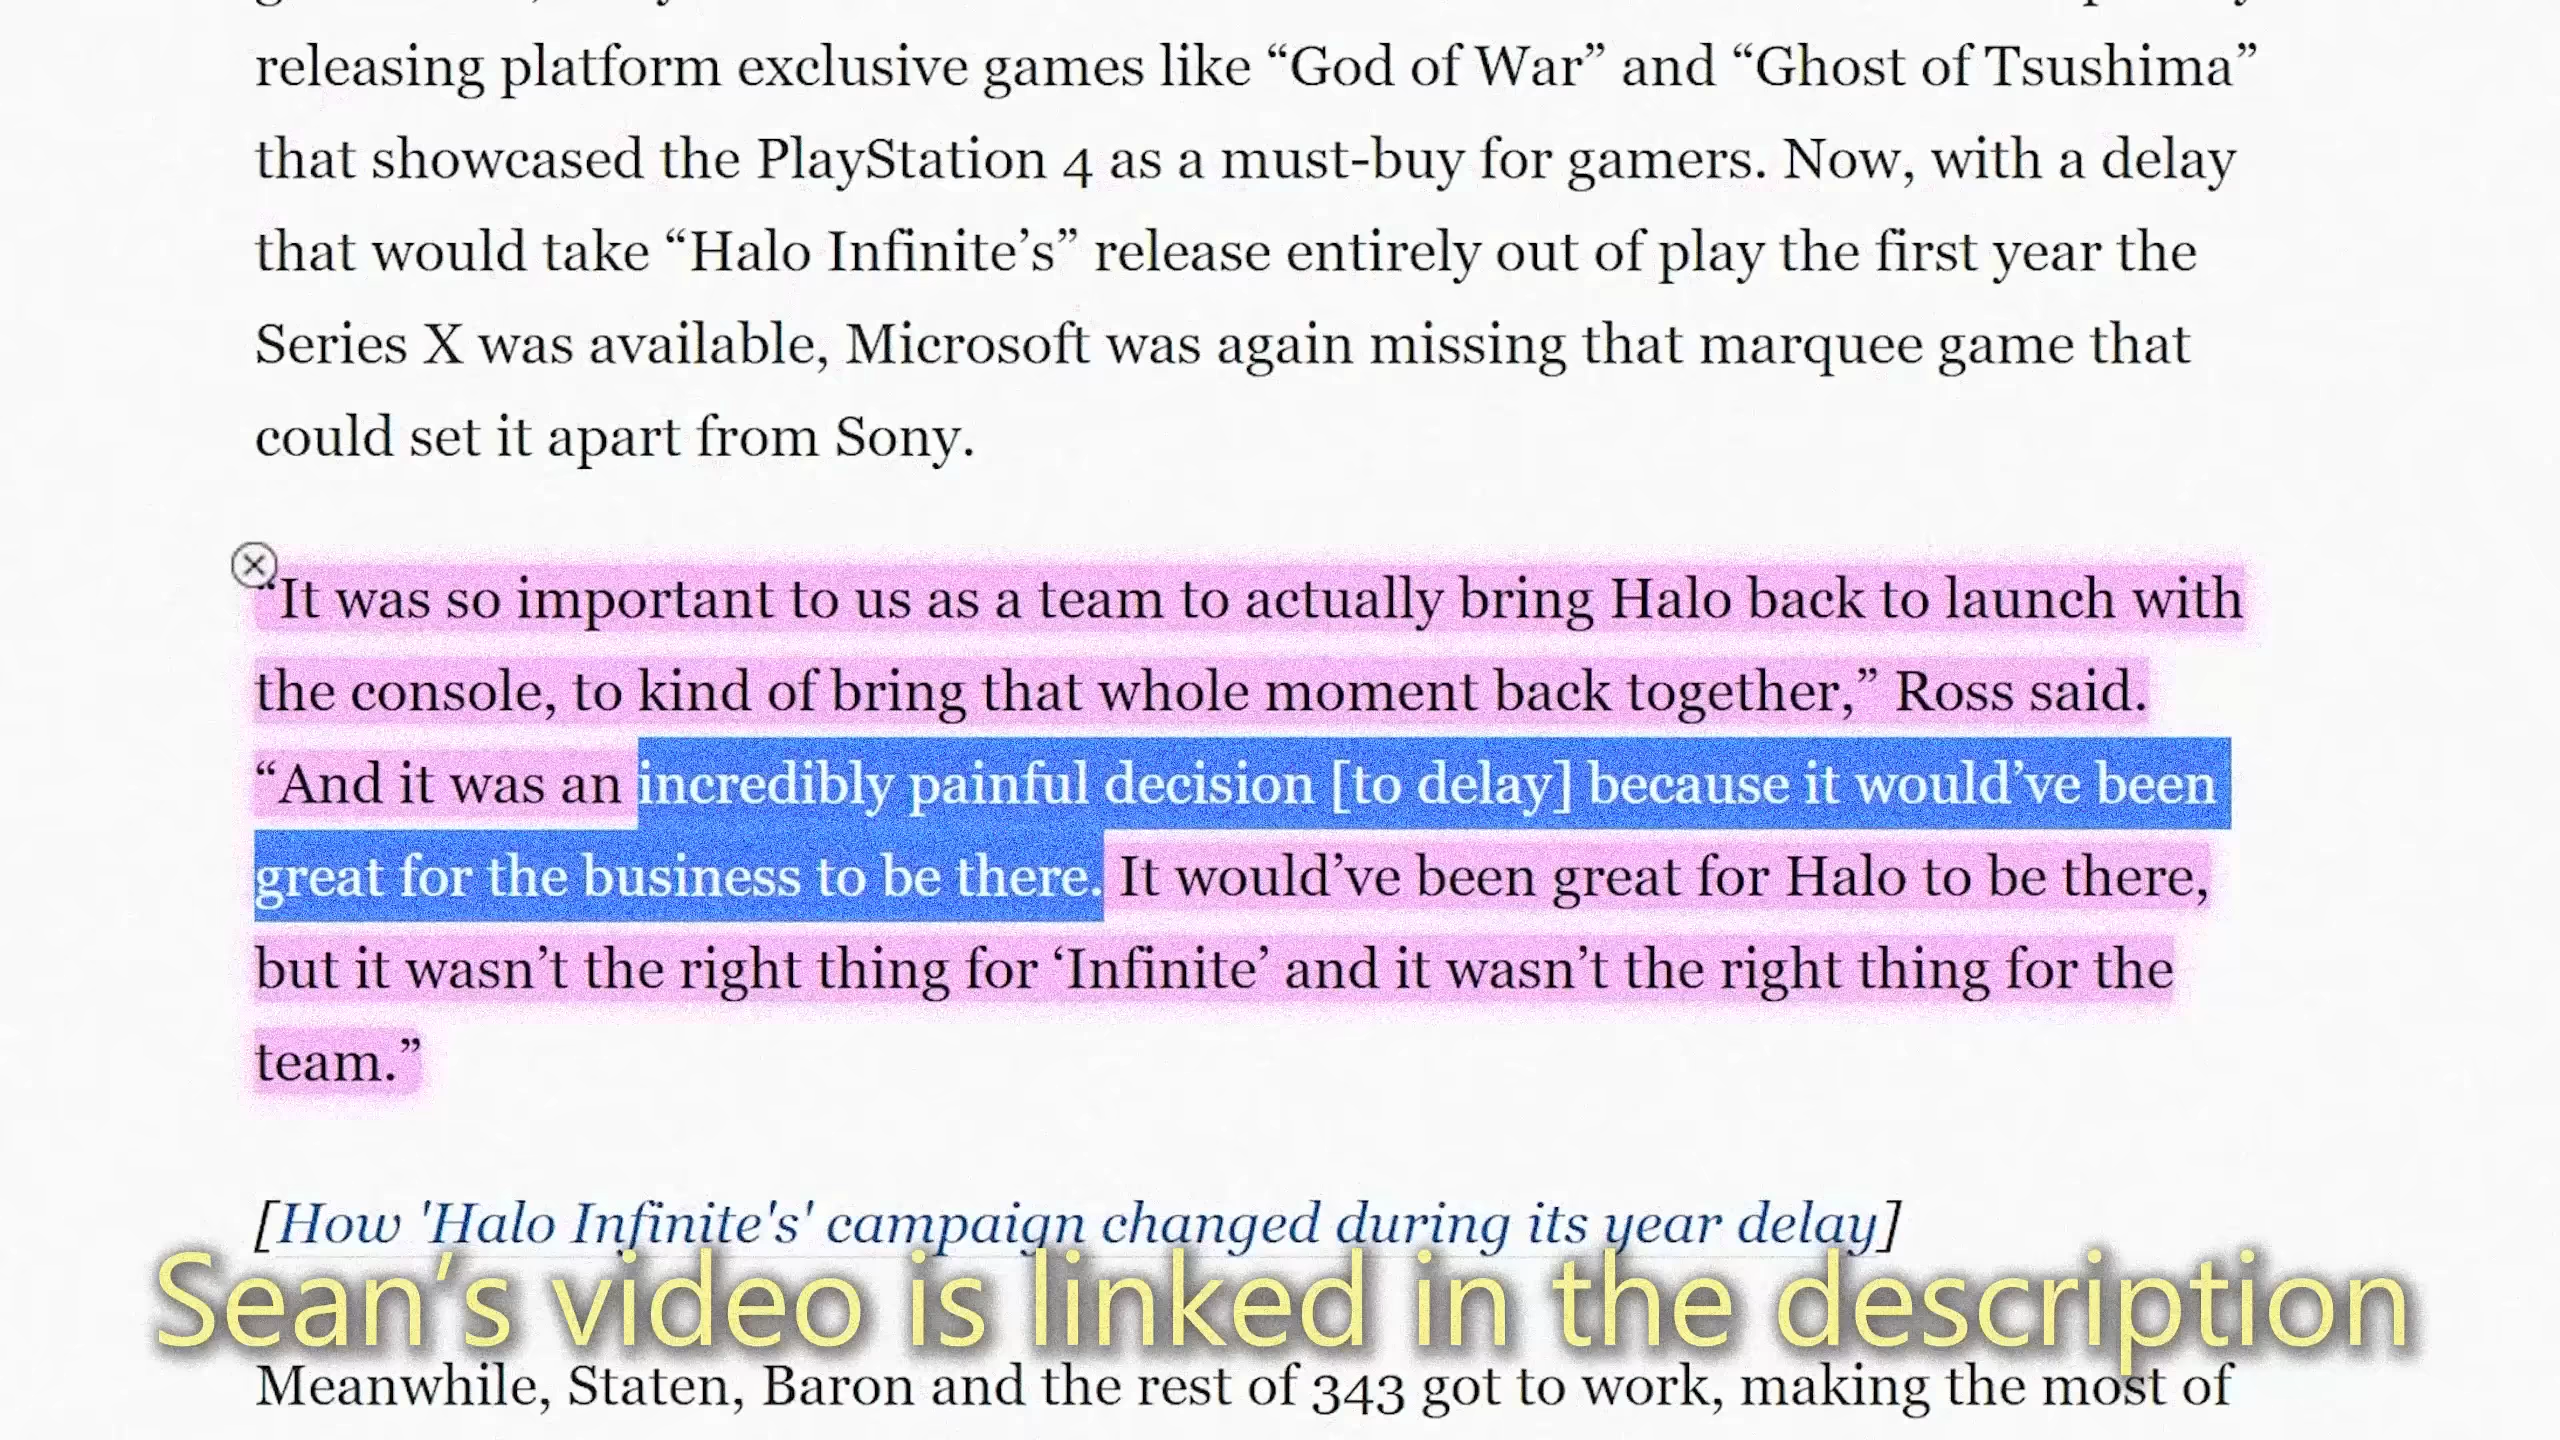 releasing platform exclusive games like “God of War” and “Ghost of Tsushima”
that showcased the PlayStation 4 as a must-buy for gamers. Now, with a delay
that would take “Halo Infinite’s” release entirely out of play the first year the
Series X was available, Microsoft was again missing that marquee game that
could set it apart from Sony.
“It was so important to us as a team to actually bring Halo back to launch with
the console, to kind of bring that whole moment back together,” Ross said.
“And it was an incredibly painful decision [to delay] because it would’ve been
great for the business to be there. It would’ve been great for Halo to be there,
but it wasn’t the right thing for ‘Infinite’ and it wasn’t the right thing for the
team.”
[How 'Halo Infinite's' campaign changed during its year delay]
Sean’s video is linked in the description
Meanwhile, Staten, Baron and the rest of 343 got to work, making the most of